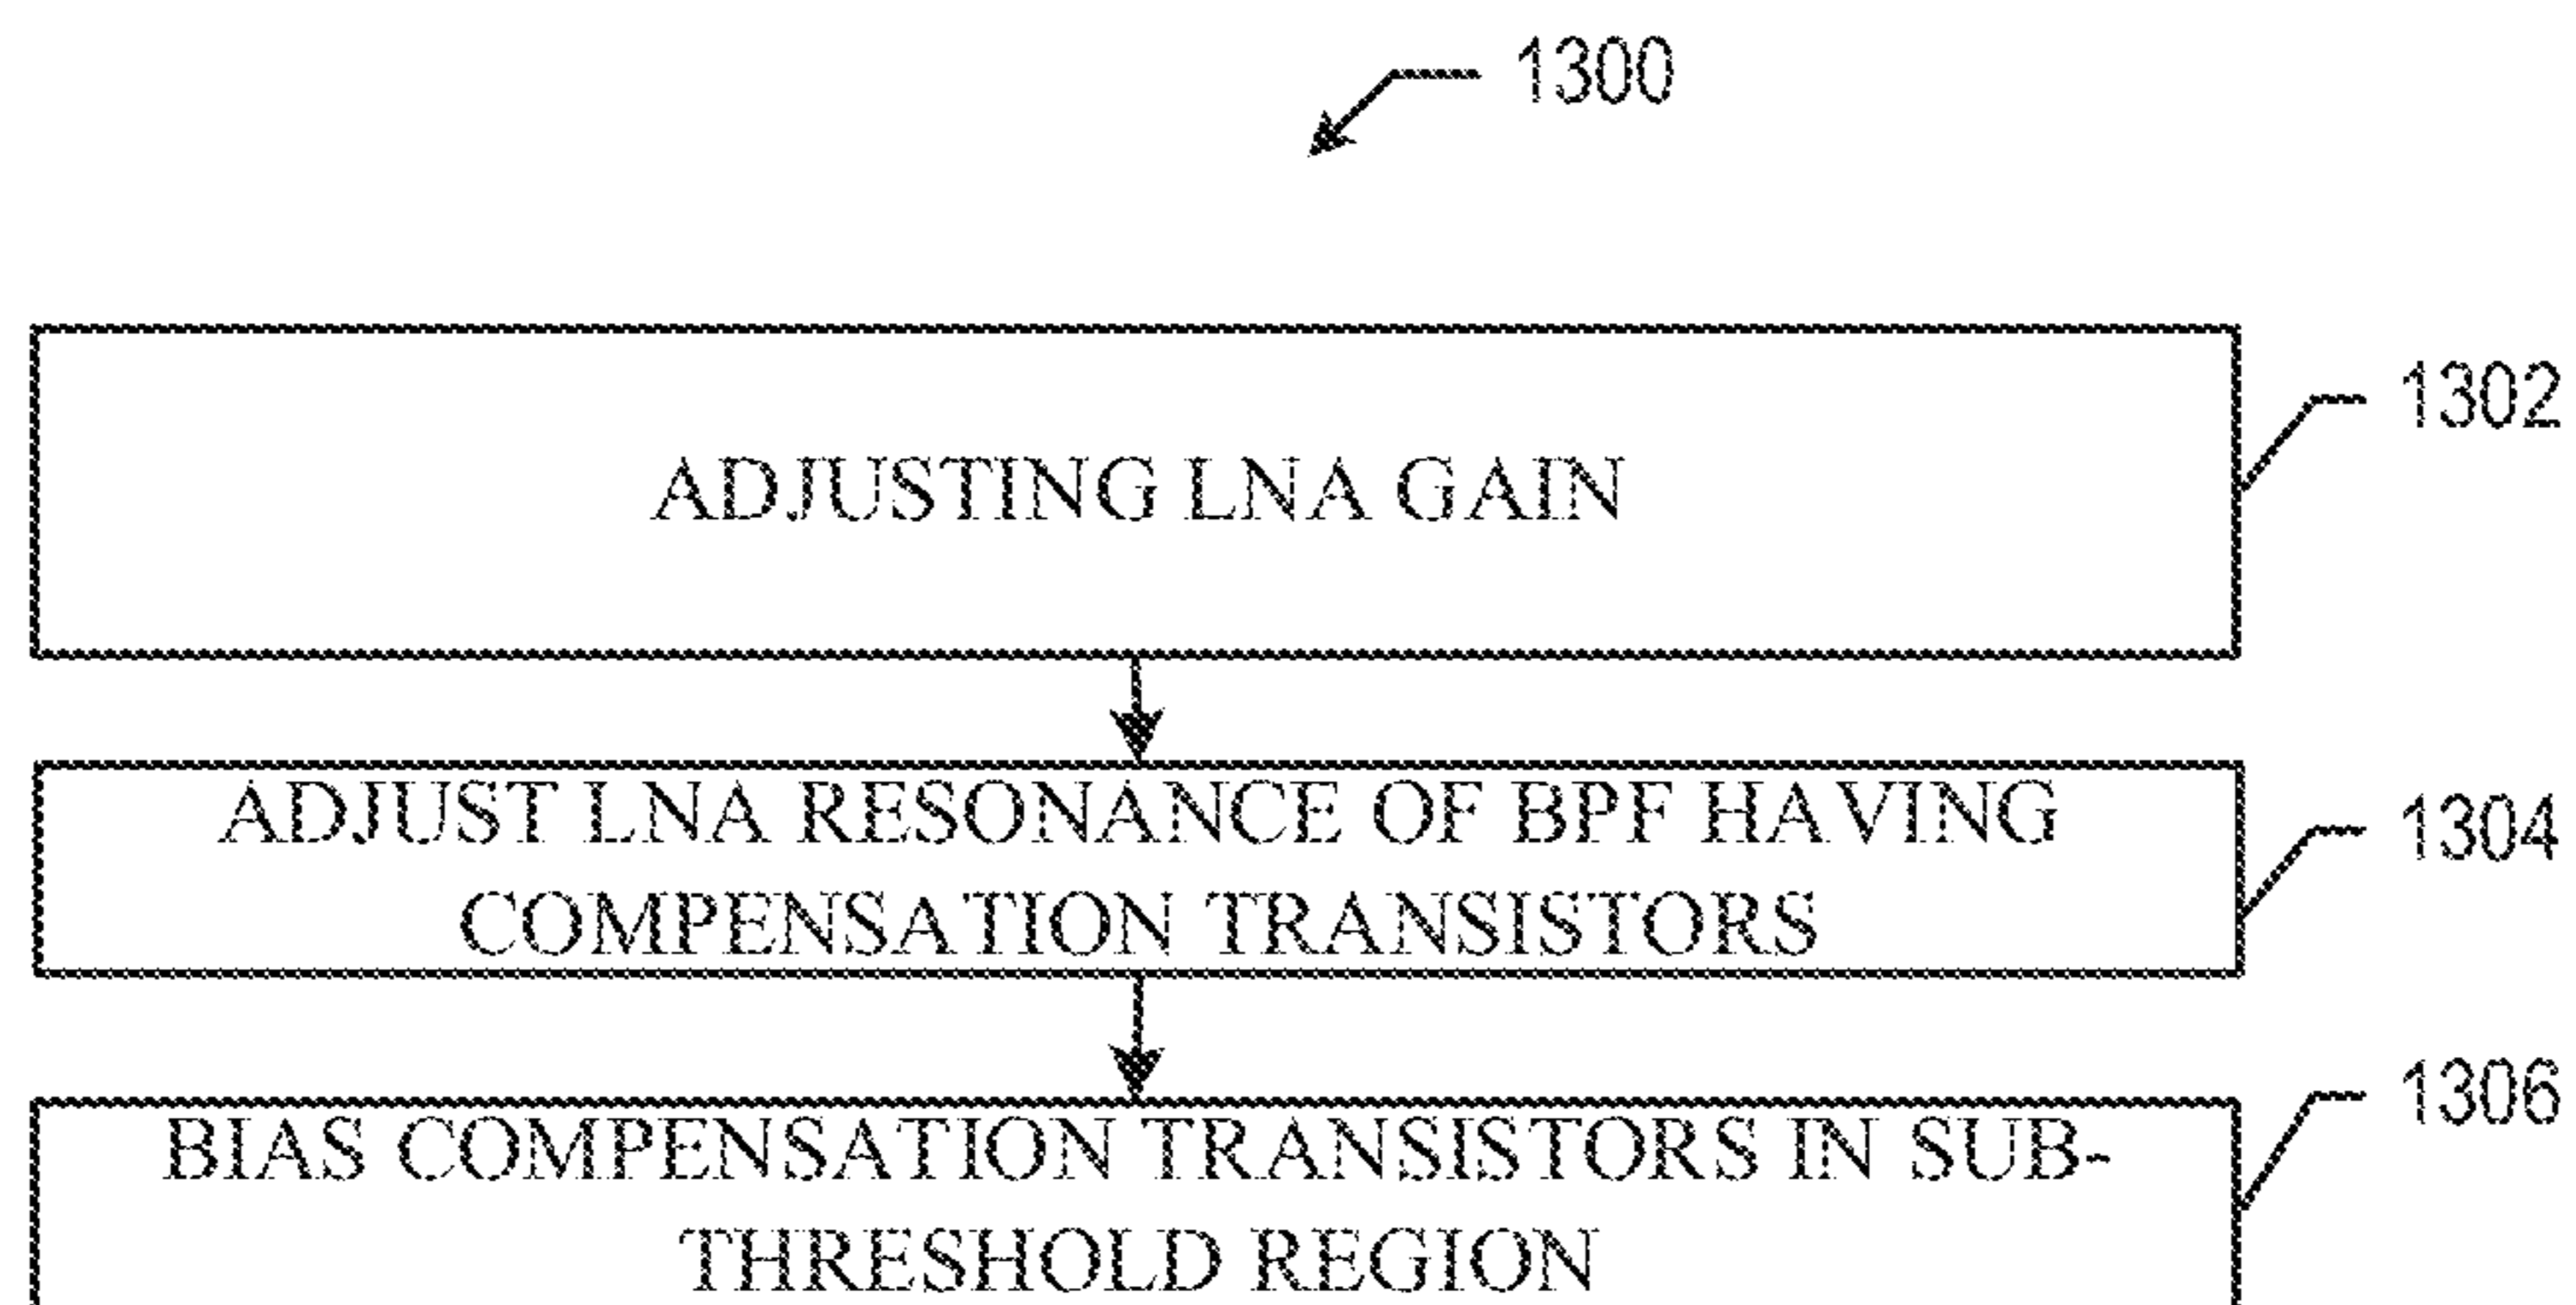 1300
ADJUSTING LNA GAIN
1302
ADJUST LNA RESONANCE OF BPF HAVING
COMPENSATION TRANSISTORS
1304
BIAS COMPENSATION TRANSISTORS IN SUB-
THRESHOLD REGION
1306